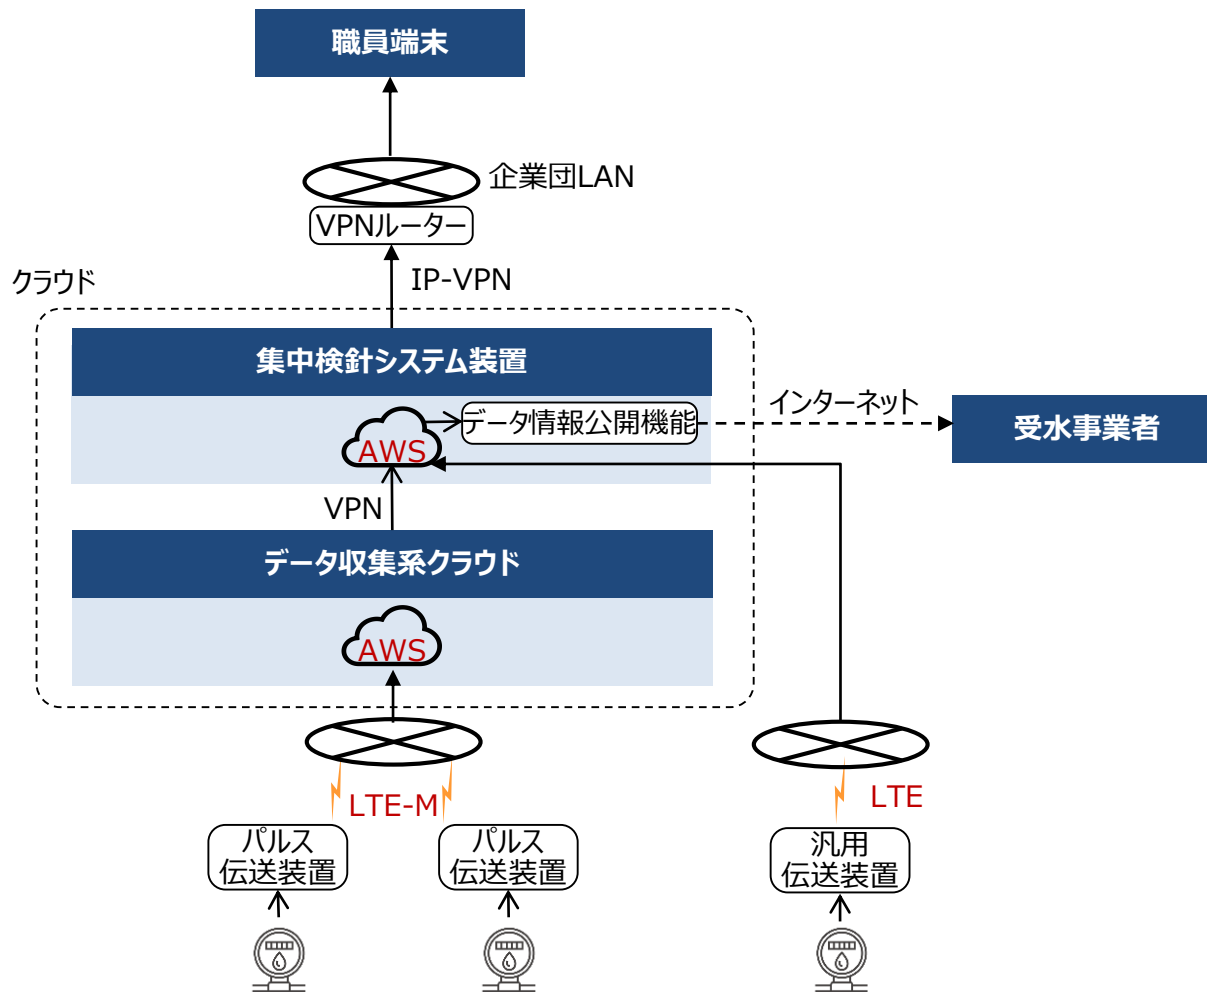 職員端末
企業団LAN
VPNルーター
IP-VPN
クラウド
集中検針システム装置
データ情報公開機能
インターネット
受水事業者
AWS
VPN
データ収集系クラウド
AWS
LTE-M
LTE
パルス
伝送装置
パルス
伝送装置
汎用
伝送装置